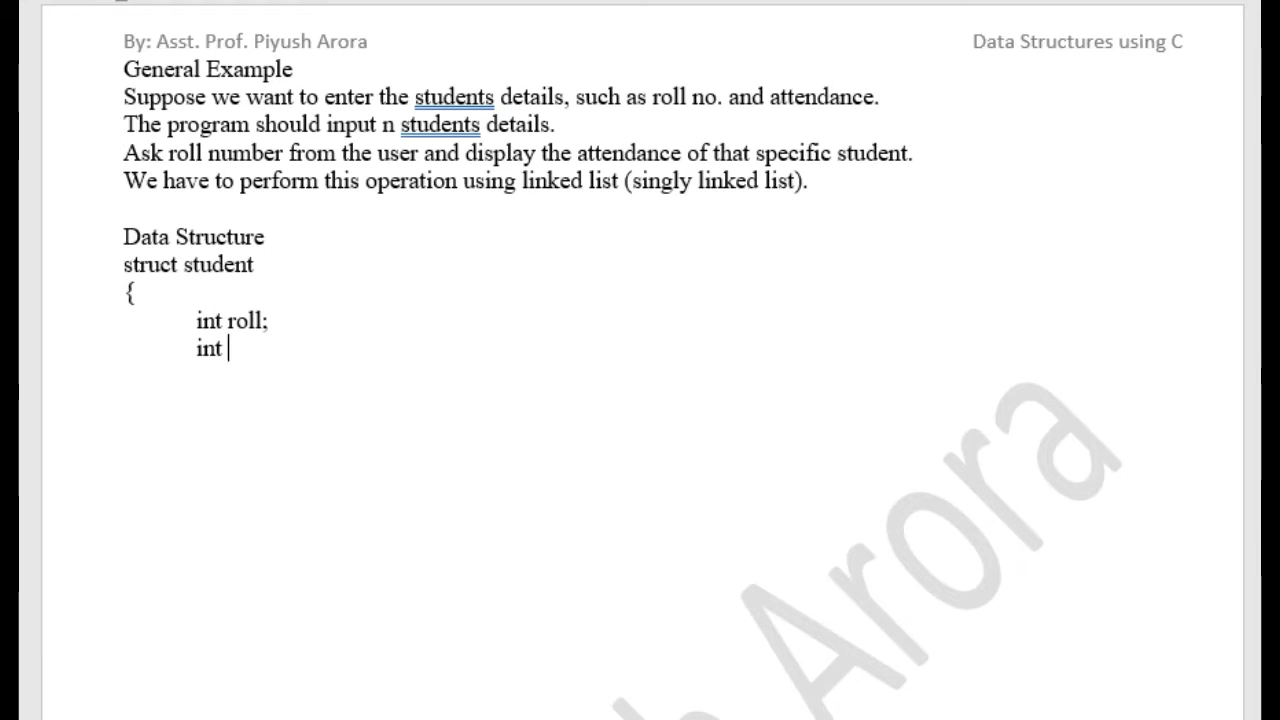 By: Asst. Prof. Piyush Arora
Data Structures using C
General Example
Suppose we want to enter the students details, such as roll no. and attendance.
The program should input n students details.
Ask roll number from the user and display the attendance of that specific student.
We have to perform this operation using linked list (singly linked list).
Data Structure
struct student
{
int roll;
int
Arora